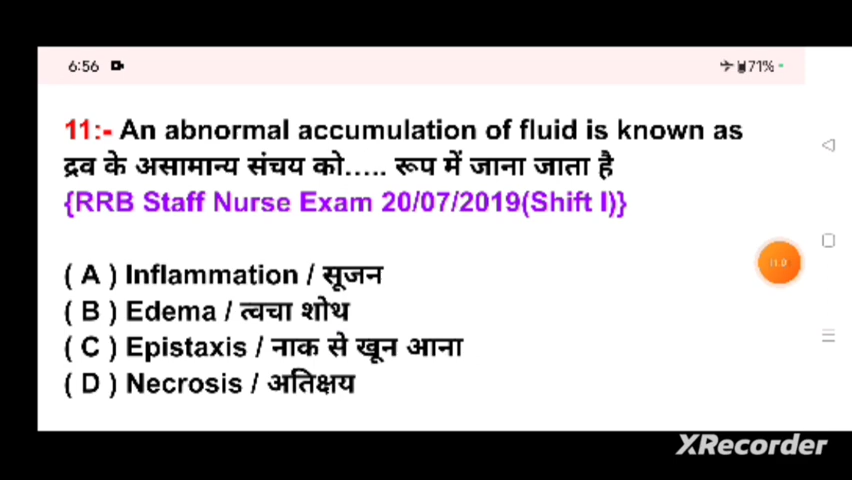 6:56
71%
11:- An abnormal accumulation of fluid is known as
द्रव के असामान्य संचय को..... रूप में जाना जाता है
{RRB Staff Nurse Exam 20/07/2019(Shift I)}
( A ) Inflammation / सूजन
( B ) Edema / त्वचा शोथ
( C ) Epistaxis / नाक से खून आना
( D ) Necrosis / अतिक्षय
XRecorder